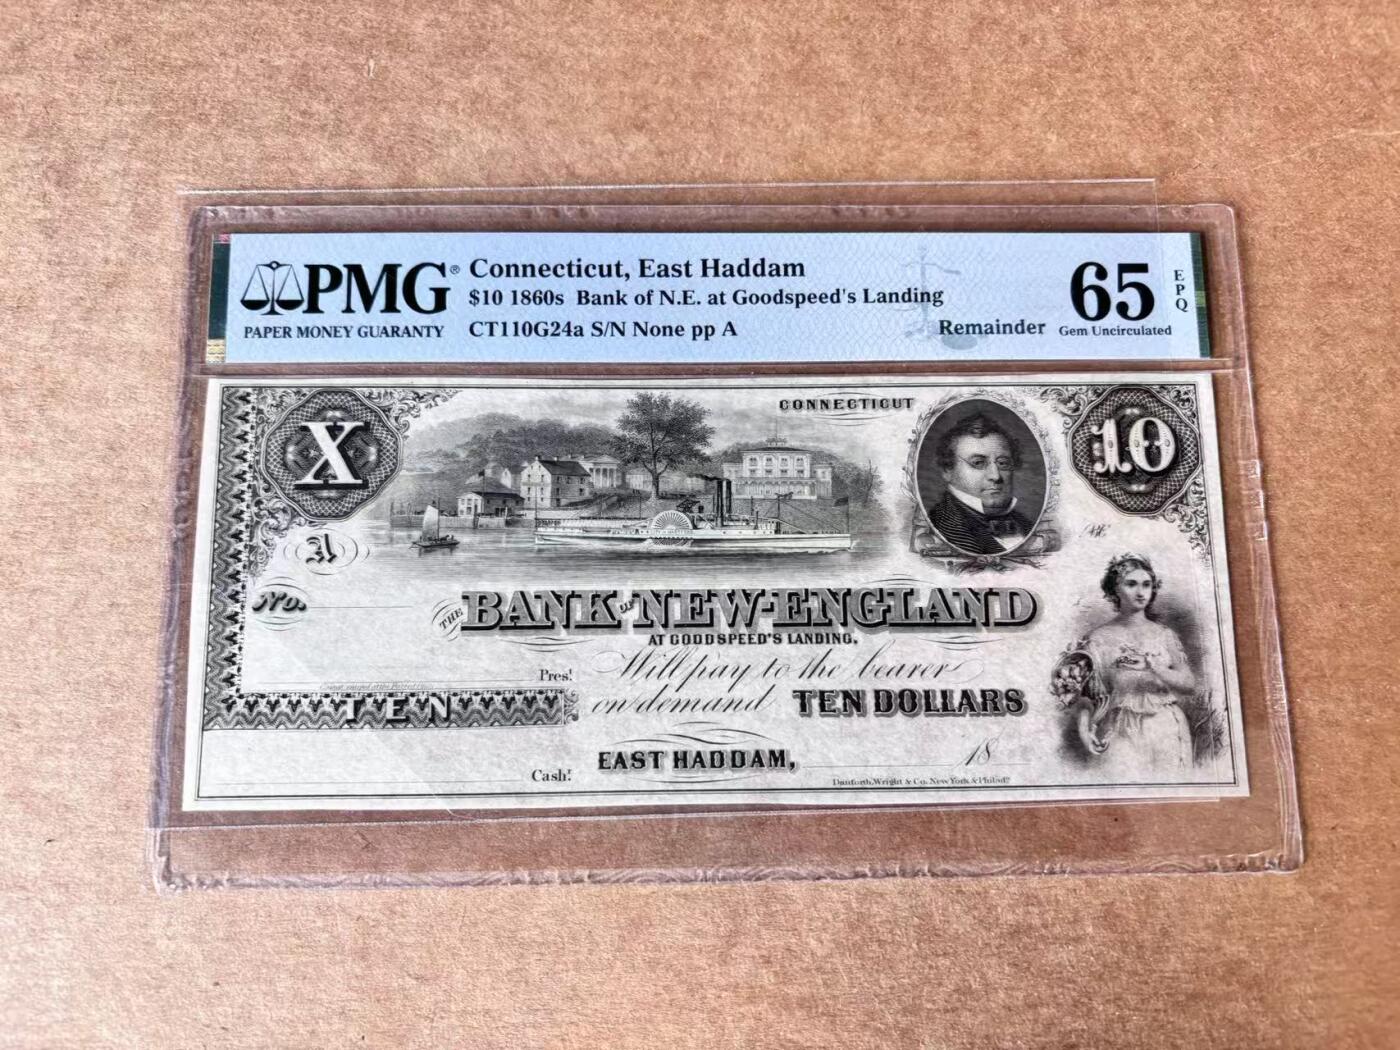 PMG®
PAPER MONEY GUARANTY
Connecticut, East Haddam
$10 1860s Bank of N.E. at Goodspeed's Landing
CT110G24a S/N None pp A
Remainder
65
Gem Uncirculated
EPQ
X
CONNECTICUT
10
A
No.
THE BANK OF NEW-ENGLAND
AT GOODSPEED'S LANDING.
Will pay to the bearer
Pres!
on demand TEN DOLLARS
TEN
EAST HADDAM, 18
Cash!
Danforth, Wright & Co. New York & Philada